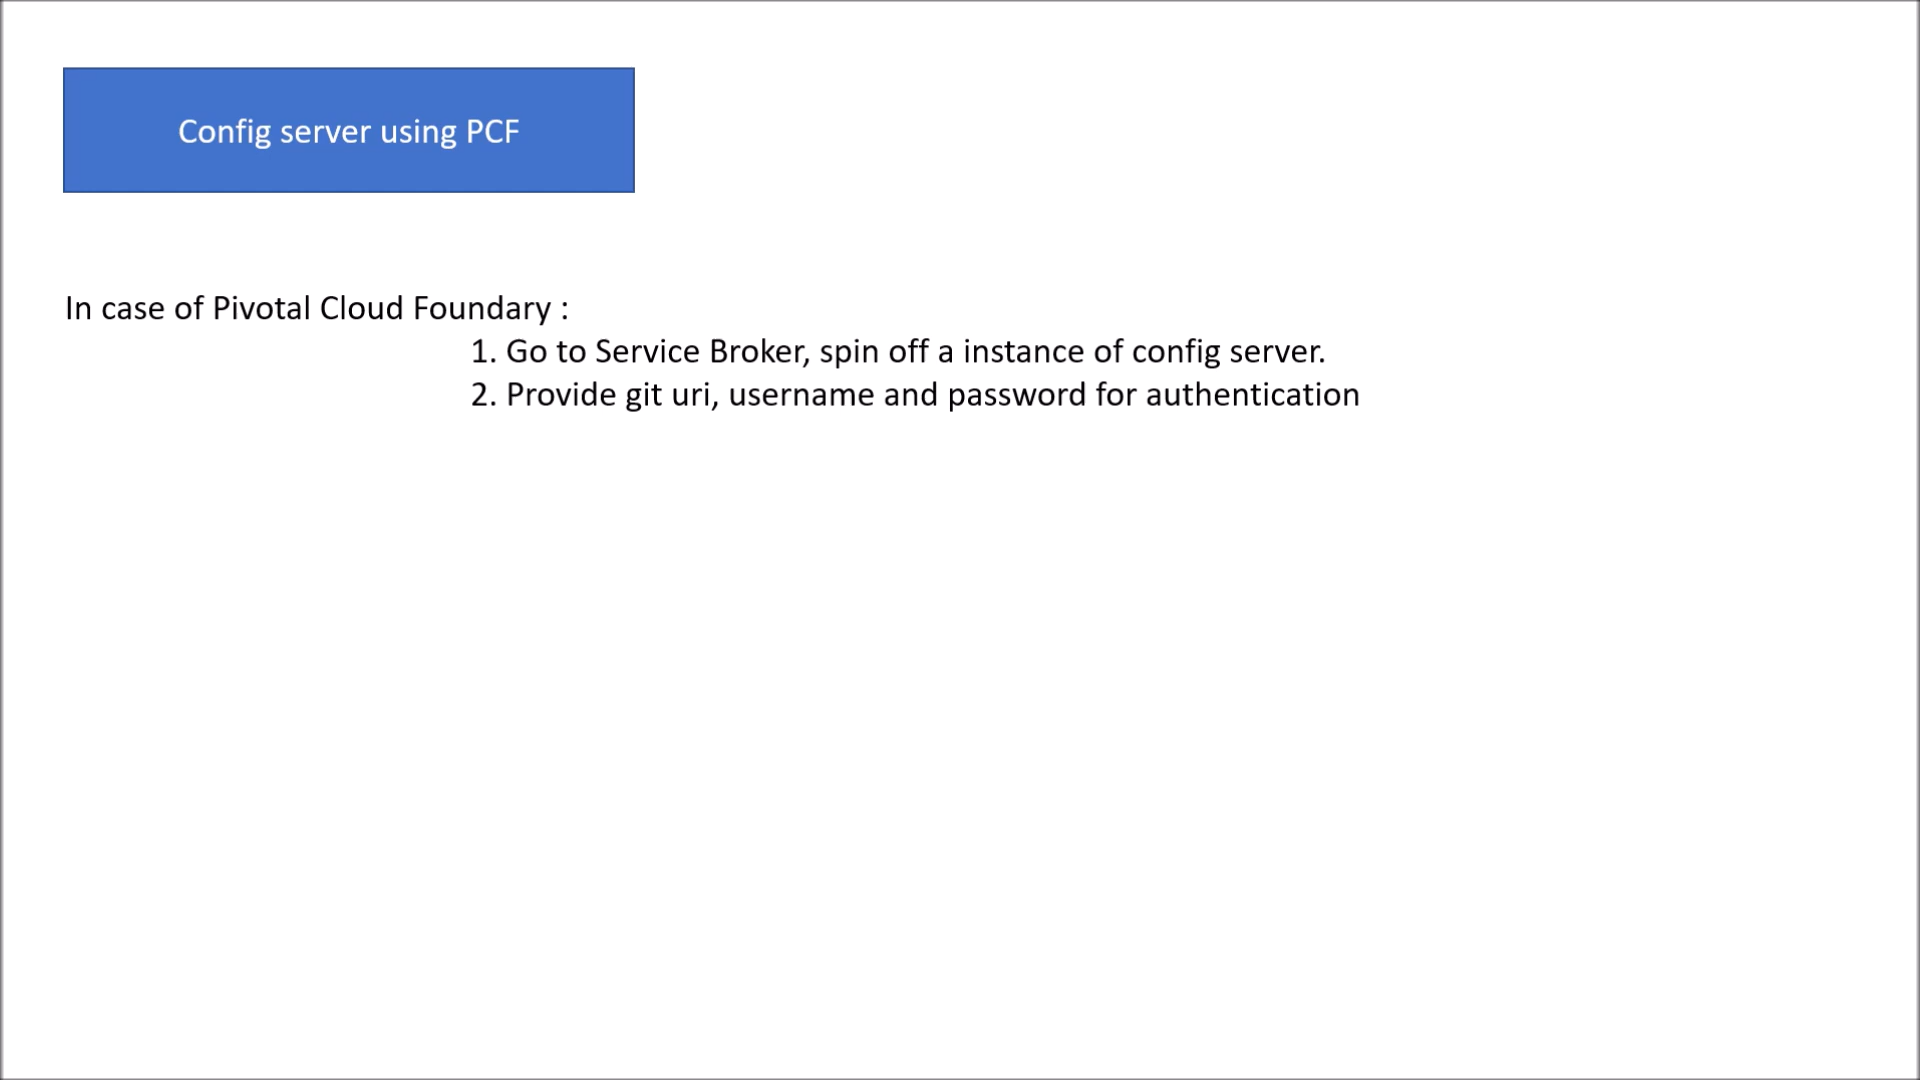 Config server using PCF
In case of Pivotal Cloud Foundary :
1. Go to Service Broker, spin off a instance of config server.
2. Provide git uri, username and password for authentication